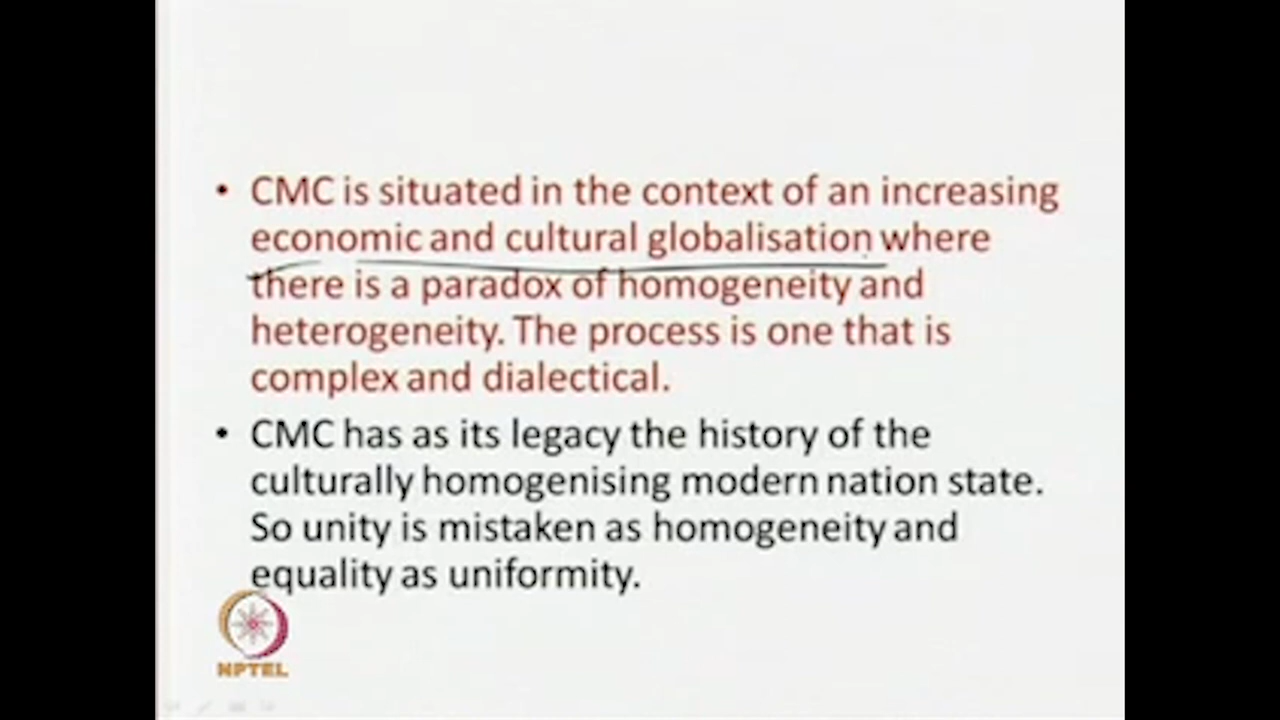 • CMC is situated in the context of an increasing
economic and cultural globalisation where
there is a paradox of homogeneity and
heterogeneity. The process is one that is
complex and dialectical.
• CMC has as its legacy the history of the
culturally homogenising modern nation state.
So unity is mistaken as homogeneity and
equality as uniformity.
NPTEL